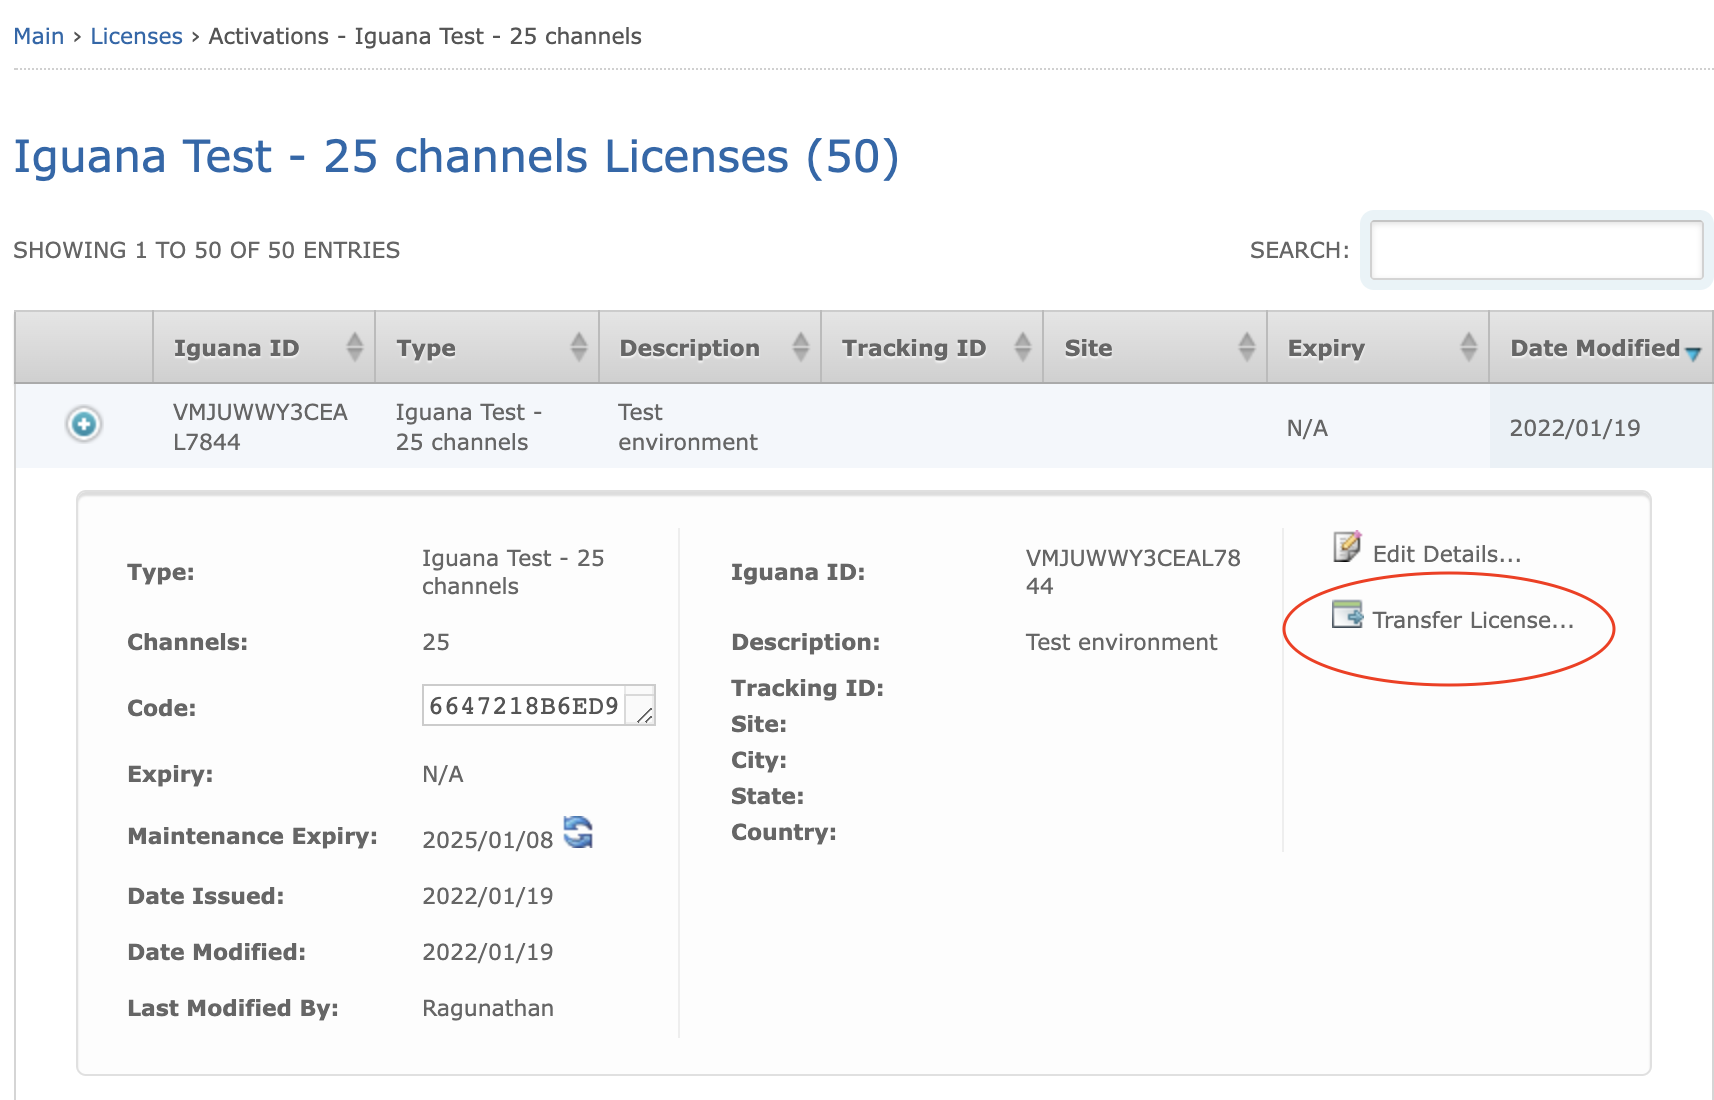 Main › Licenses › Activations - Iguana Test - 25 channels
Iguana Test - 25 channels Licenses (50)
SHOWING 1 TO 50 OF 50 ENTRIES
SEARCH:
Iguana ID Type Description Tracking ID Site Expiry Date Modified
VMJUWWY3CEA Iguana Test - Test
L7844 25 channels environment N/A 2022/01/19
Type: Iguana Test - 25
channels
Channels: 25
Code: 6647218B6ED9
Expiry: N/A
Maintenance Expiry: 2025/01/08
Date Issued: 2022/01/19
Date Modified: 2022/01/19
Last Modified By: Ragunathan
Iguana ID: VMJUWWY3CEAL78
44
Description: Test environment
Tracking ID:
Site:
City:
State:
Country:
Edit Details...
Transfer License...